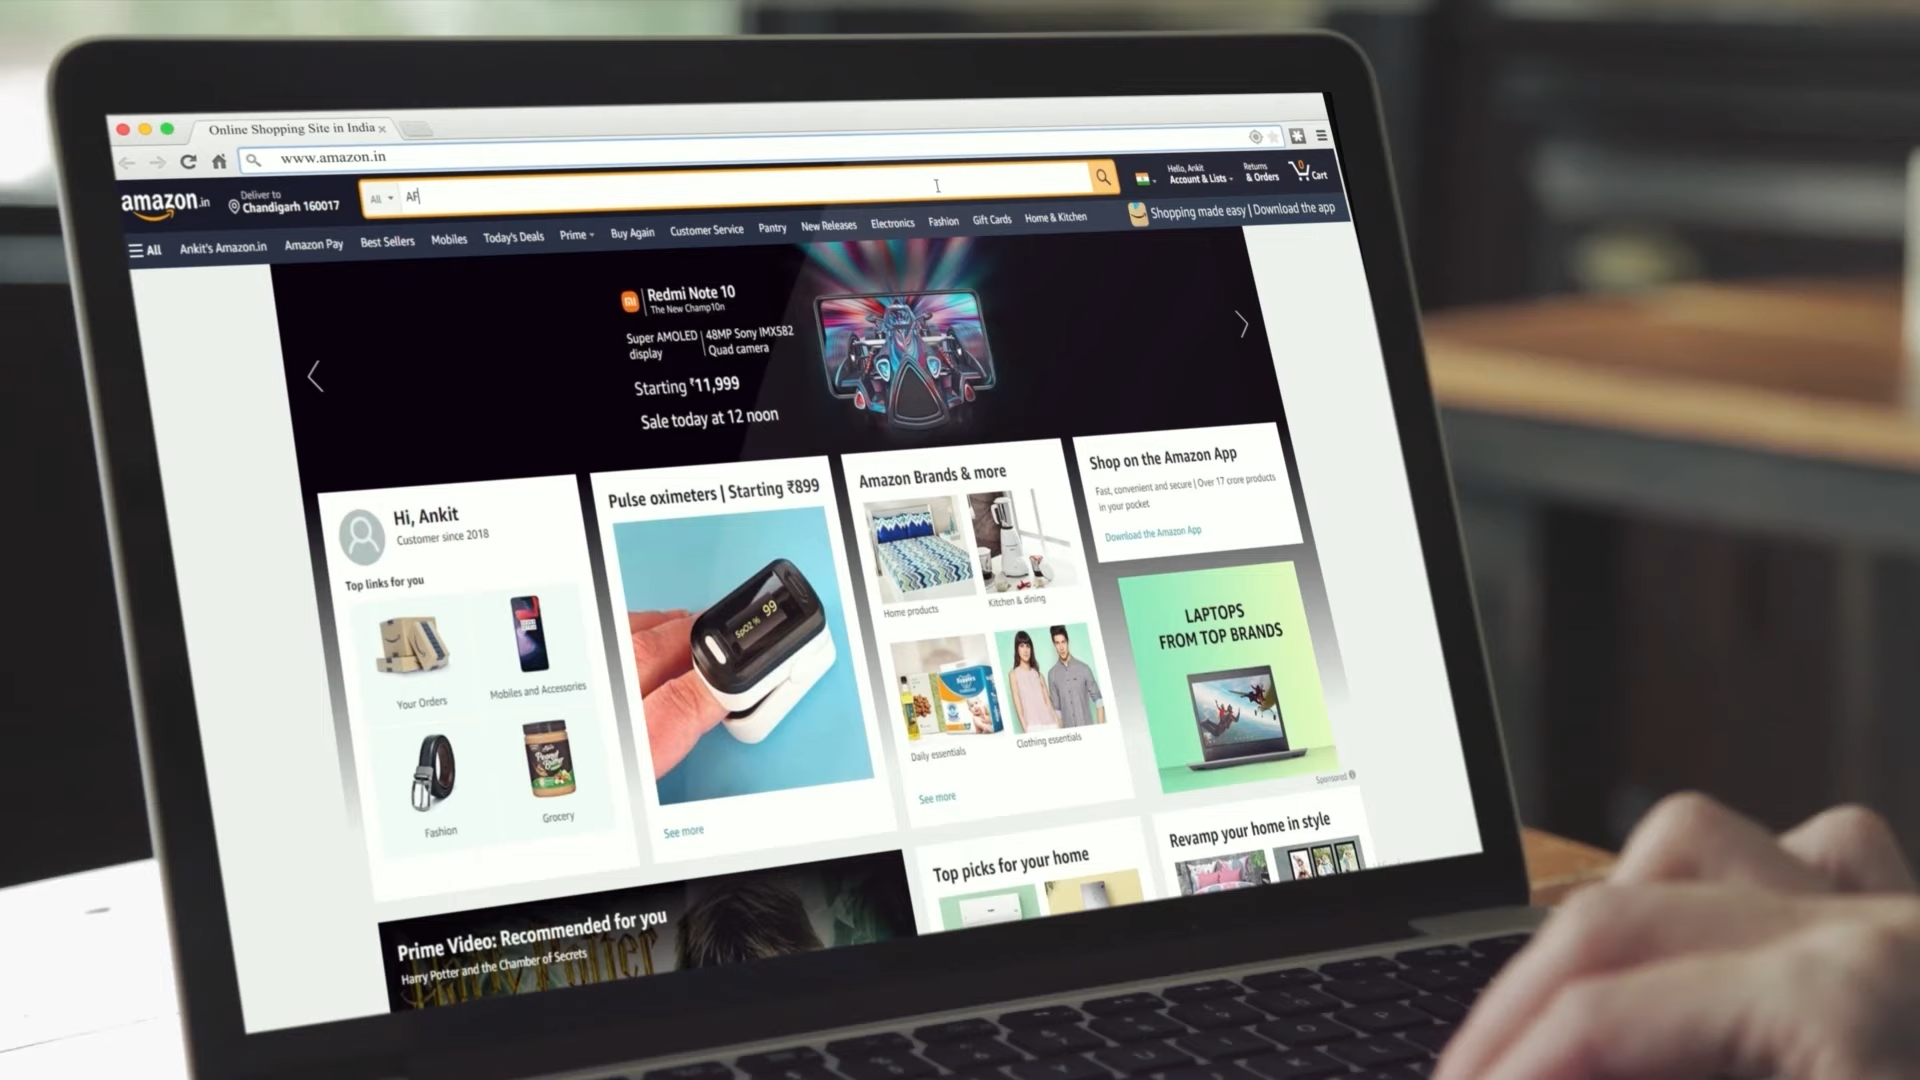 Online Shopping Site in India
www.amazon.in
amazon.in
Deliver to
Chandigarh 160017
All
AF
Hello, Ankit
Account & Lists
Returns
& Orders
0
Cart
All
Ankit's Amazon.in
Amazon Pay
Best Sellers
Mobiles
Today's Deals
Prime
Buy Again
Customer Service
Pantry
New Releases
Electronics
Fashion
Gift Cards
Home & Kitchen
Shopping made easy | Download the app
mi
Redmi Note 10
The New Champ10n
Super AMOLED
display
48MP Sony IMX582
Quad camera
Starting ₹11,999
Sale today at 12 noon
Hi, Ankit
Customer since 2018
Top links for you
Your Orders
Mobiles and Accessories
Peanut
Butter
Fashion
Grocery
Pulse oximeters | Starting ₹899
SpO2 % 99
See more
Amazon Brands & more
Home products
Kitchen & dining
Daily essentials
Clothing essentials
See more
Shop on the Amazon App
Fast, convenient and secure | Over 17 crore products
in your pocket
Download the Amazon App
LAPTOPS
FROM TOP BRANDS
Sponsored
Prime Video: Recommended for you
Harry Potter and the Chamber of Secrets
Harry Potter
Top picks for your home
Revamp your home in style